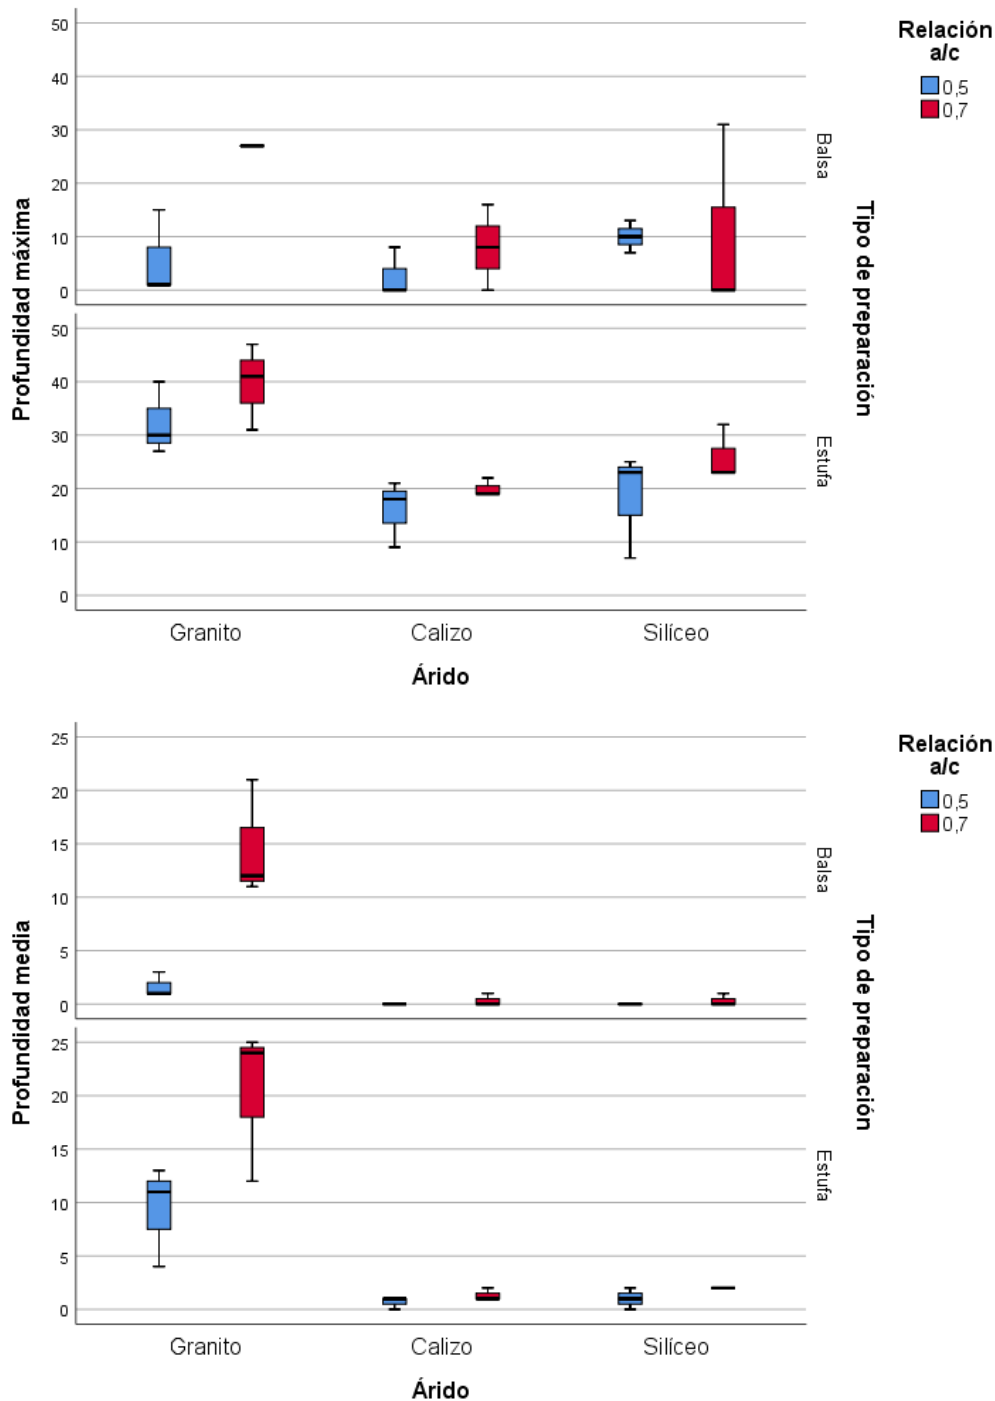 Relación
a/c
0,5
0,7
Profundidad máxima
50
40
30
20
10
0
Balsa
50
40
30
20
10
0
Estufa
Tipo de preparación
Granito
Calizo
Silíceo
Árido
Relación
a/c
0,5
0,7
Profundidad media
25
20
15
10
5
0
Balsa
25
20
15
10
5
0
Estufa
Tipo de preparación
Granito
Calizo
Silíceo
Árido